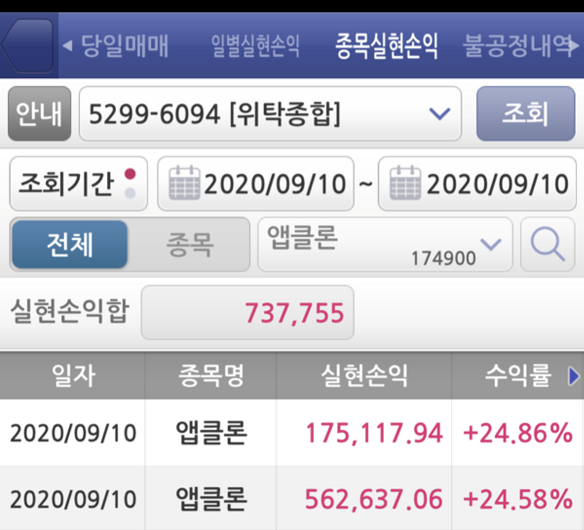 당일매매 일별실현손익 종목실현손익 불공정내역
안내 5299-6094 [위탁종합] 조회
조회기간 2020/09/10 ~ 2020/09/10
전체 종목 앱클론 174900
실현손익합 737,755
일자 종목명 실현손익 수익률
2020/09/10 앱클론 175,117.94 +24.86%
2020/09/10 앱클론 562,637.06 +24.58%